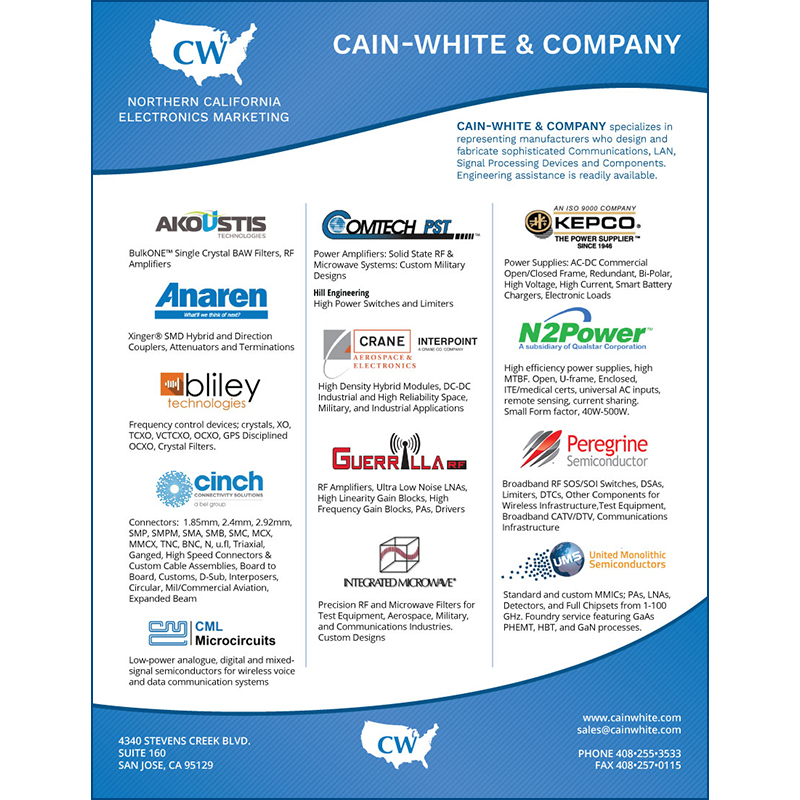 CW
NORTHERN CALIFORNIA
ELECTRONICS MARKETING
CAIN-WHITE & COMPANY
CAIN-WHITE & COMPANY specializes in
representing manufacturers who design and
fabricate sophisticated Communications, LAN,
Signal Processing Devices and Components.
Engineering assistance is readily available.
AKOUSTIS
TECHNOLOGIES
BulkONE™ Single Crystal BAW Filters, RF
Amplifiers
Anaren
What'll we think of next?
Xinger® SMD Hybrid and Direction
Couplers, Attenuators and Terminations
bliley
technologies
Frequency control devices; crystals, XO,
TCXO, VCTCXO, OCXO, GPS Disciplined
OCXO, Crystal Filters.
cinch
CONNECTIVITY SOLUTIONS
a bel group
Connectors: 1.85mm, 2.4mm, 2.92mm,
SMP, SMPM, SMA, SMB, SMC, MCX,
MMCX, TNC, BNC, N, u.fl, Triaxial,
Ganged, High Speed Connectors &
Custom Cable Assemblies, Board to
Board, Customs, D-Sub, Interposers,
Circular, Mil/Commercial Aviation,
Expanded Beam
CML
Microcircuits
Low-power analogue, digital and mixed-
signal semiconductors for wireless voice
and data communication systems
COMTECH PST™
Power Amplifiers: Solid State RF &
Microwave Systems: Custom Military
Designs
Hill Engineering
High Power Switches and Limiters
CRANE
AEROSPACE &
ELECTRONICS
INTERPOINT
A CRANE CO. COMPANY
High Density Hybrid Modules, DC-DC
Industrial and High Reliability Space,
Military, and Industrial Applications
GUERRILLA RF
RF Amplifiers, Ultra Low Noise LNAs,
High Linearity Gain Blocks, High
Frequency Gain Blocks, PAs, Drivers
INTEGRATED MICROWAVE®
Precision RF and Microwave Filters for
Test Equipment, Aerospace, Military,
and Communications Industries.
Custom Designs
AN ISO 9000 COMPANY
KEPCO®
THE POWER SUPPLIER™
SINCE 1946
Power Supplies: AC-DC Commercial
Open/Closed Frame, Redundant, Bi-Polar,
High Voltage, High Current, Smart Battery
Chargers, Electronic Loads
N2Power™
A subsidiary of Qualstar Corporation
High efficiency power supplies, high
MTBF. Open, U-frame, Enclosed,
ITE/medical certs, universal AC inputs,
remote sensing, current sharing.
Small Form factor, 40W-500W.
Peregrine
Semiconductor
Broadband RF SOS/SOI Switches, DSAs,
Limiters, DTCs, Other Components for
Wireless Infrastructure,Test Equipment,
Broadband CATV/DTV, Communications
Infrastructure
UMS
United Monolithic
Semiconductors
Standard and custom MMICs; PAs, LNAs,
Detectors, and Full Chipsets from 1-100
GHz. Foundry service featuring GaAs
PHEMT, HBT, and GaN processes.
4340 STEVENS CREEK BLVD.
SUITE 160
SAN JOSE, CA 95129
CW
www.cainwhite.com
sales@cainwhite.com
PHONE 408•255•3533
FAX 408•257•0115